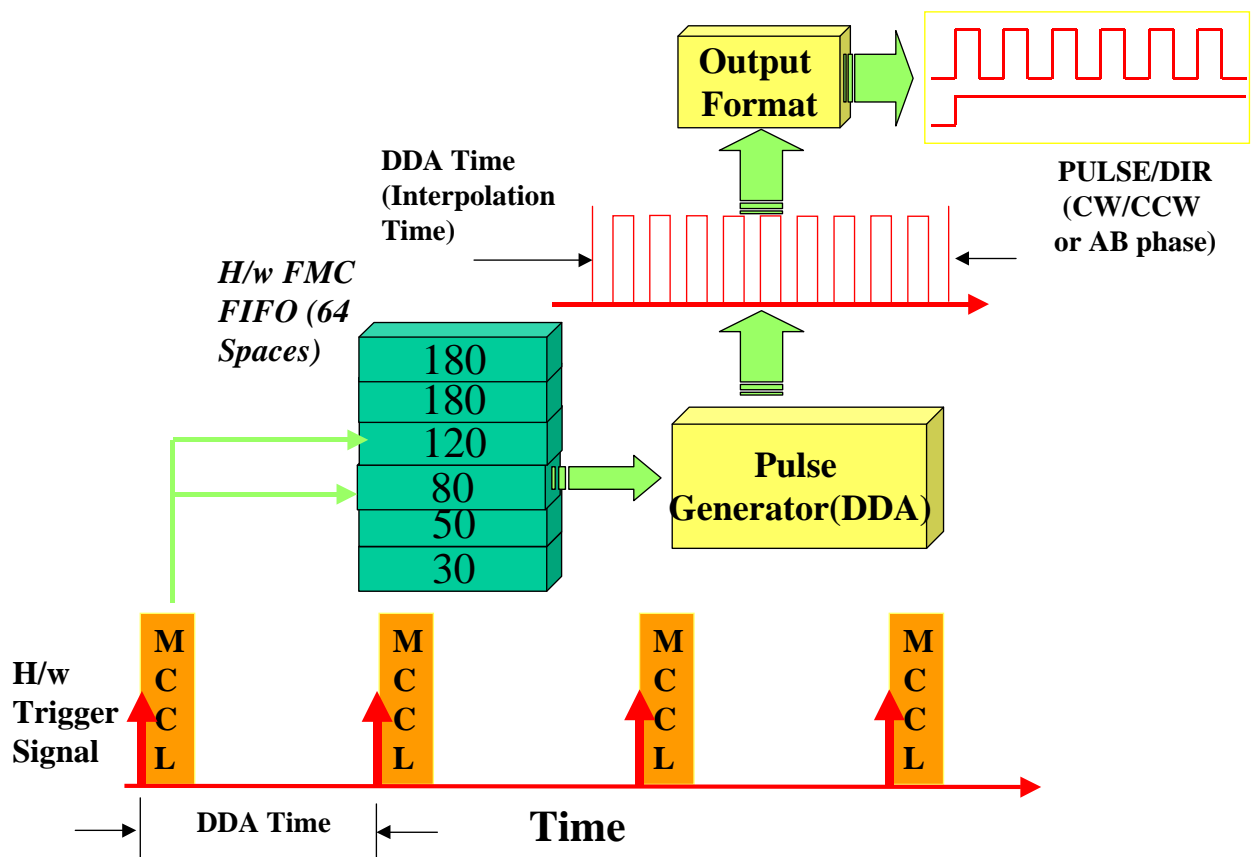 Output
Format
DDA Time
(Interpolation
Time)
PULSE/DIR
(CW/CCW
or AB phase)
H/w FMC
FIFO (64
Spaces)
180
180
120
80
50
30
Pulse
Generator(DDA)
H/w
Trigger
Signal
M
C
C
L
M
C
C
L
M
C
C
L
M
C
C
L
DDA Time
Time